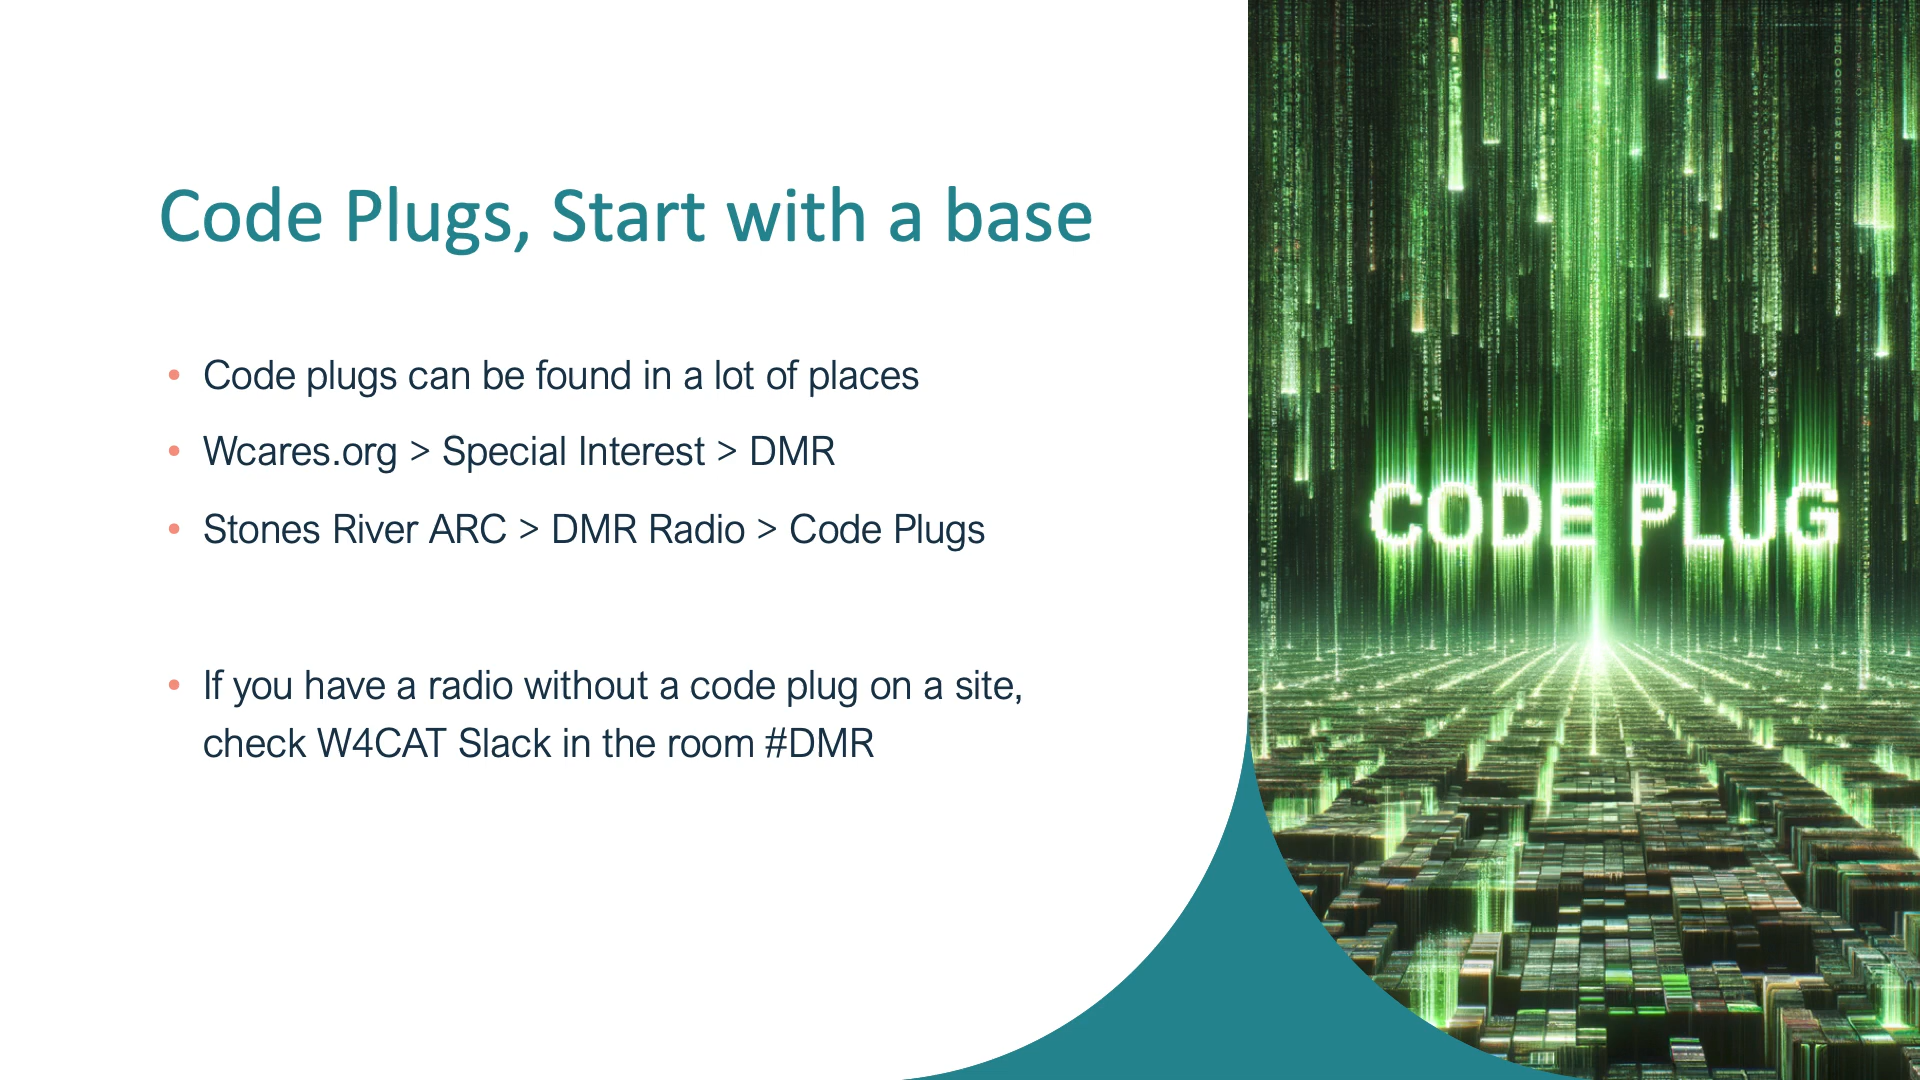 Code Plugs, Start with a base
• Code plugs can be found in a lot of places
• Wcares.org > Special Interest > DMR
• Stones River ARC > DMR Radio > Code Plugs
• If you have a radio without a code plug on a site,
check W4CAT Slack in the room #DMR
CODE PLUG